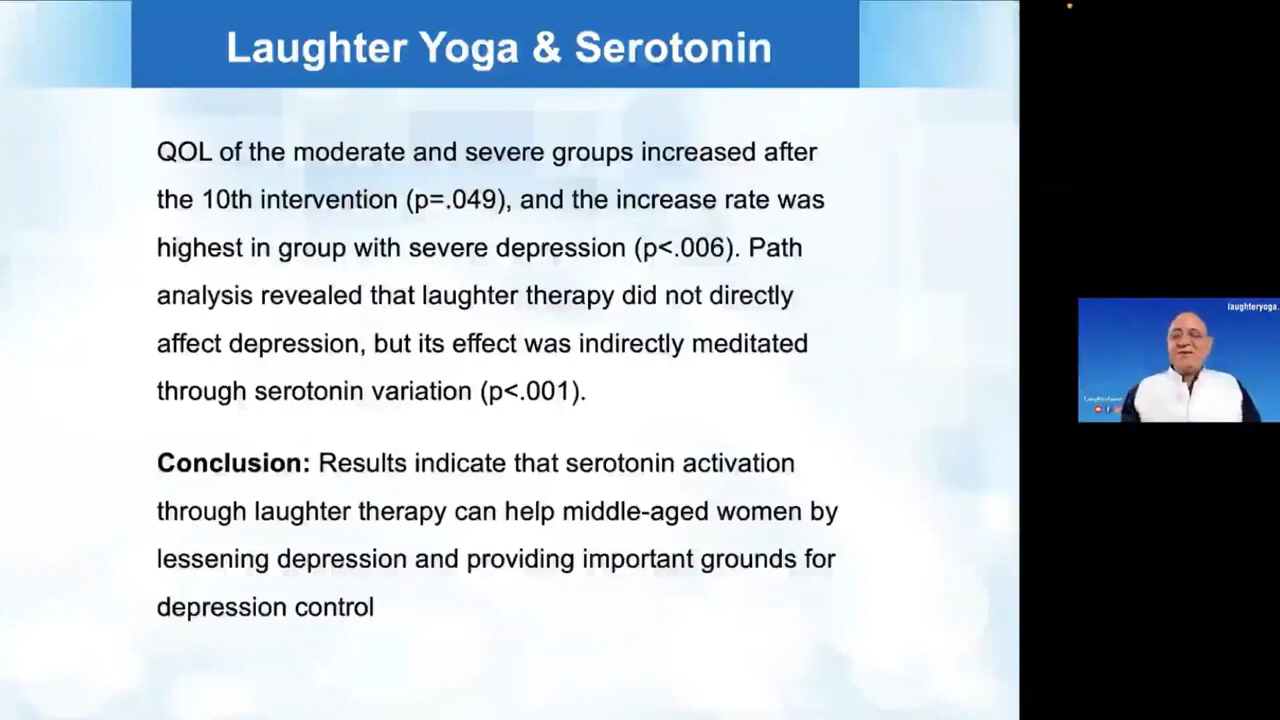 Laughter Yoga & Serotonin
QOL of the moderate and severe groups increased after
the 10th intervention (p=.049), and the increase rate was
highest in group with severe depression (p<.006). Path
analysis revealed that laughter therapy did not directly
affect depression, but its effect was indirectly meditated
through serotonin variation (p<.001).
Conclusion: Results indicate that serotonin activation
through laughter therapy can help middle-aged women by
lessening depression and providing important grounds for
depression control
laughteryoga.